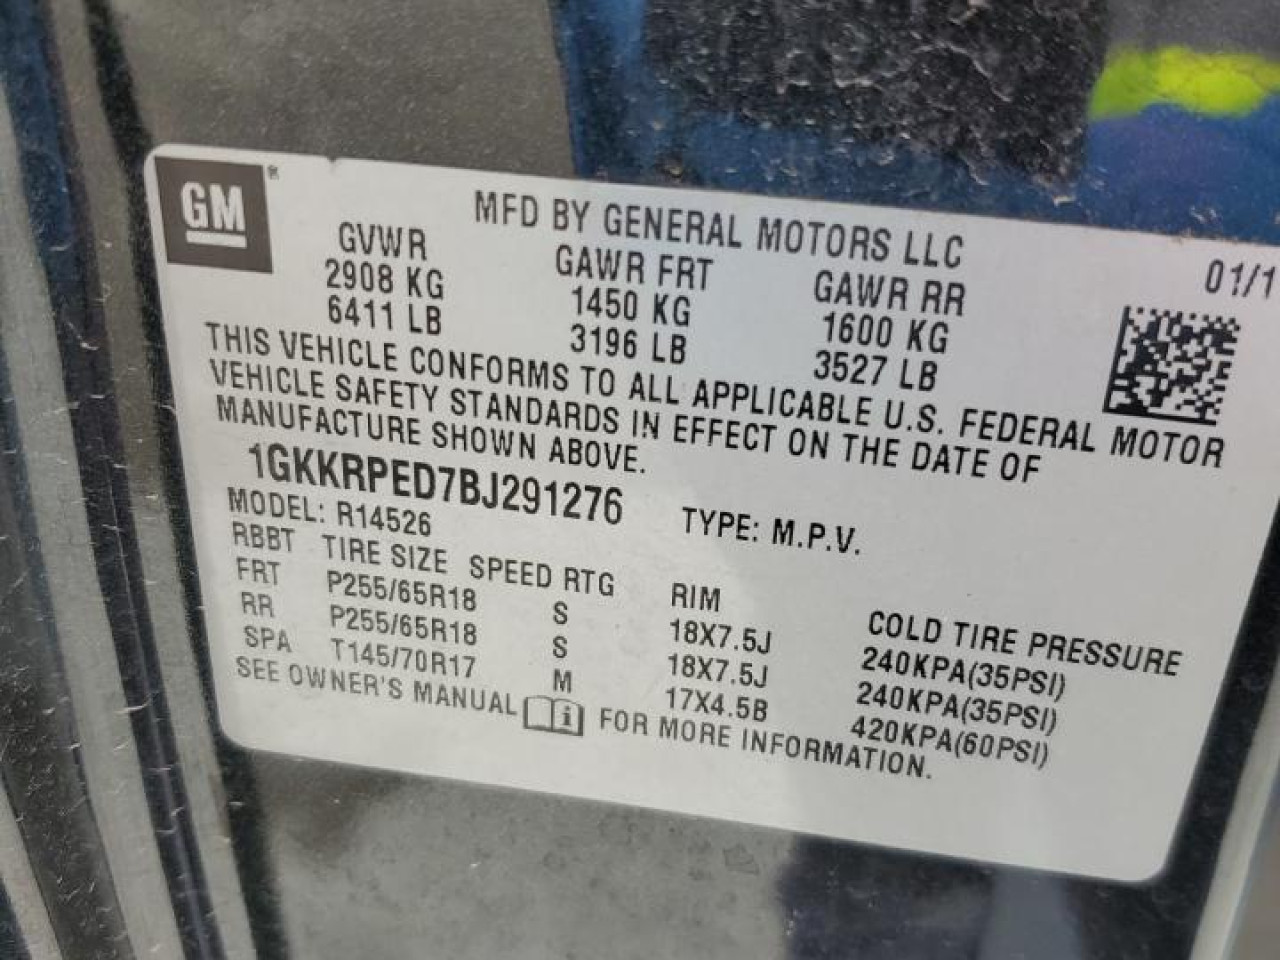 GM ®
MFD BY GENERAL MOTORS LLC
01/1
GVWR GAWR FRT GAWR RR
2908 KG 1450 KG 1600 KG
6411 LB 3196 LB 3527 LB
THIS VEHICLE CONFORMS TO ALL APPLICABLE U.S. FEDERAL MOTOR
VEHICLE SAFETY STANDARDS IN EFFECT ON THE DATE OF
MANUFACTURE SHOWN ABOVE.
1GKKRPED7BJ291276 TYPE: M.P.V.
MODEL: R14526
RBBT TIRE SIZE SPEED RTG RIM COLD TIRE PRESSURE
FRT P255/65R18 S 18X7.5J 240KPA(35PSI)
RR P255/65R18 S 18X7.5J 240KPA(35PSI)
SPA T145/70R17 M 17X4.5B 420KPA(60PSI)
SEE OWNER'S MANUAL i FOR MORE INFORMATION.